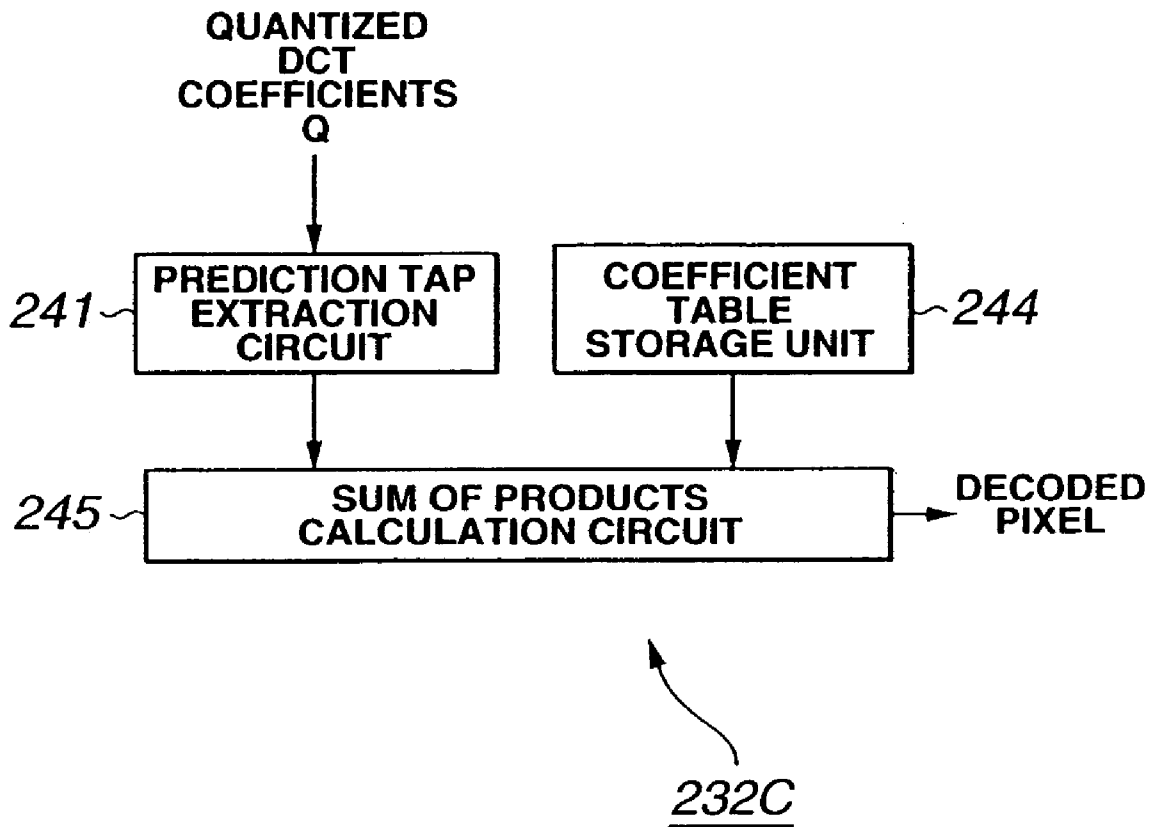 QUANTIZED
DCT
COEFFICIENTS
Q
241
PREDICTION TAP
EXTRACTION
CIRCUIT
COEFFICIENT
TABLE
STORAGE UNIT
244
245
SUM OF PRODUCTS
CALCULATION CIRCUIT
DECODED
PIXEL
232C